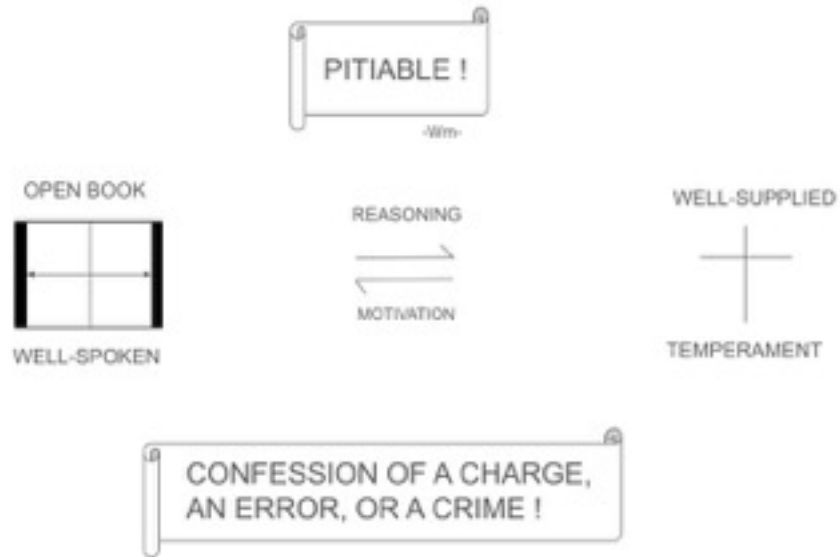 PITIABLE !
-Wm-
OPEN BOOK
WELL-SPOKEN
REASONING
MOTIVATION
WELL-SUPPLIED
TEMPERAMENT
CONFESSION OF A CHARGE,
AN ERROR, OR A CRIME !